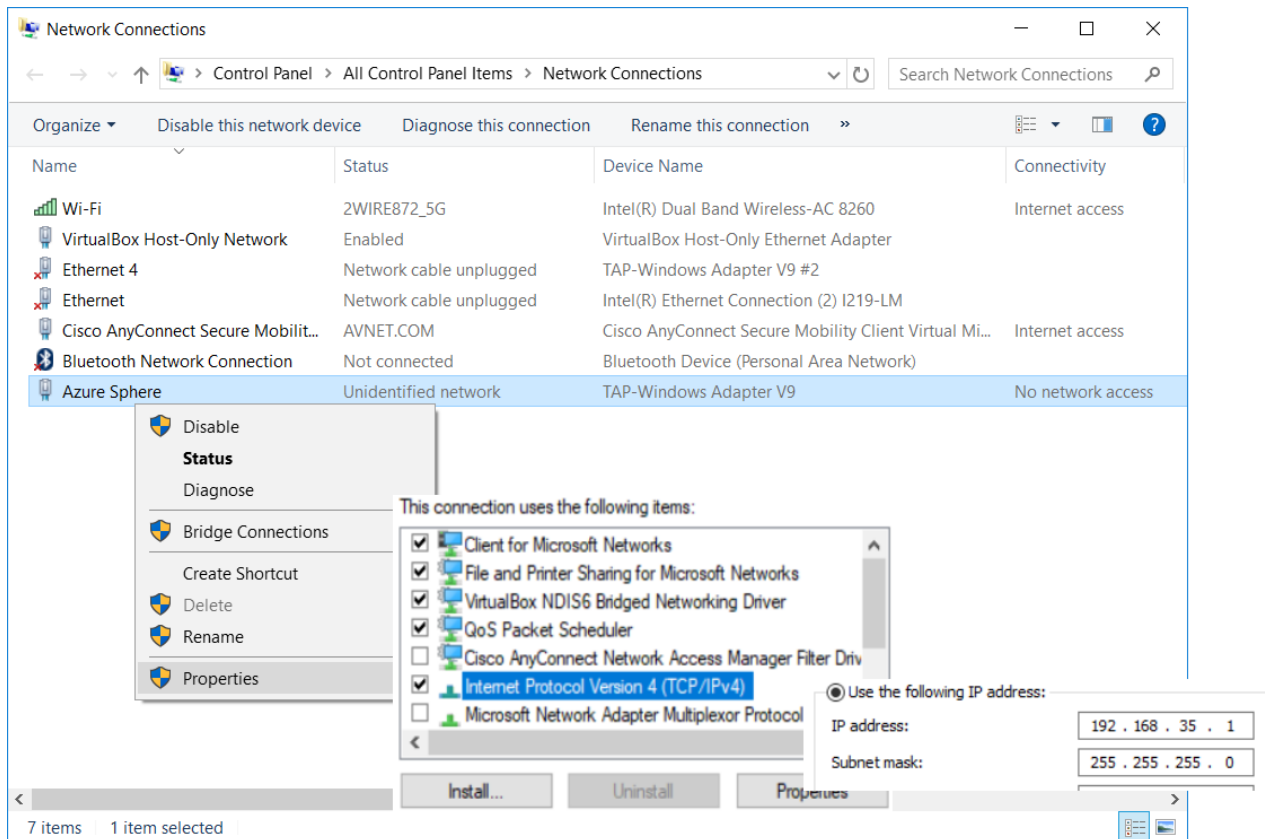 Network Connections
Control Panel > All Control Panel Items > Network Connections
Search Network Connections
Organize Disable this network device Diagnose this connection Rename this connection »
Name Status Device Name Connectivity
Wi-Fi 2WIRE872_5G Intel(R) Dual Band Wireless-AC 8260 Internet access
VirtualBox Host-Only Network Enabled VirtualBox Host-Only Ethernet Adapter
Ethernet 4 Network cable unplugged TAP-Windows Adapter V9 #2
Ethernet Network cable unplugged Intel(R) Ethernet Connection (2) I219-LM
Cisco AnyConnect Secure Mobilit... AVNET.COM Cisco AnyConnect Secure Mobility Client Virtual Mi... Internet access
Bluetooth Network Connection Not connected Bluetooth Device (Personal Area Network)
Azure Sphere Unidentified network TAP-Windows Adapter V9 No network access
Disable
Status
Diagnose
Bridge Connections
Create Shortcut
Delete
Rename
Properties
This connection uses the following items:
Client for Microsoft Networks
File and Printer Sharing for Microsoft Networks
VirtualBox NDIS6 Bridged Networking Driver
QoS Packet Scheduler
Cisco AnyConnect Network Access Manager Filter Driv
Internet Protocol Version 4 (TCP/IPv4)
Microsoft Network Adapter Multiplexor Protocol
Install... Uninstall Properties
Use the following IP address:
IP address: 192 . 168 . 35 . 1
Subnet mask: 255 . 255 . 255 . 0
7 items 1 item selected